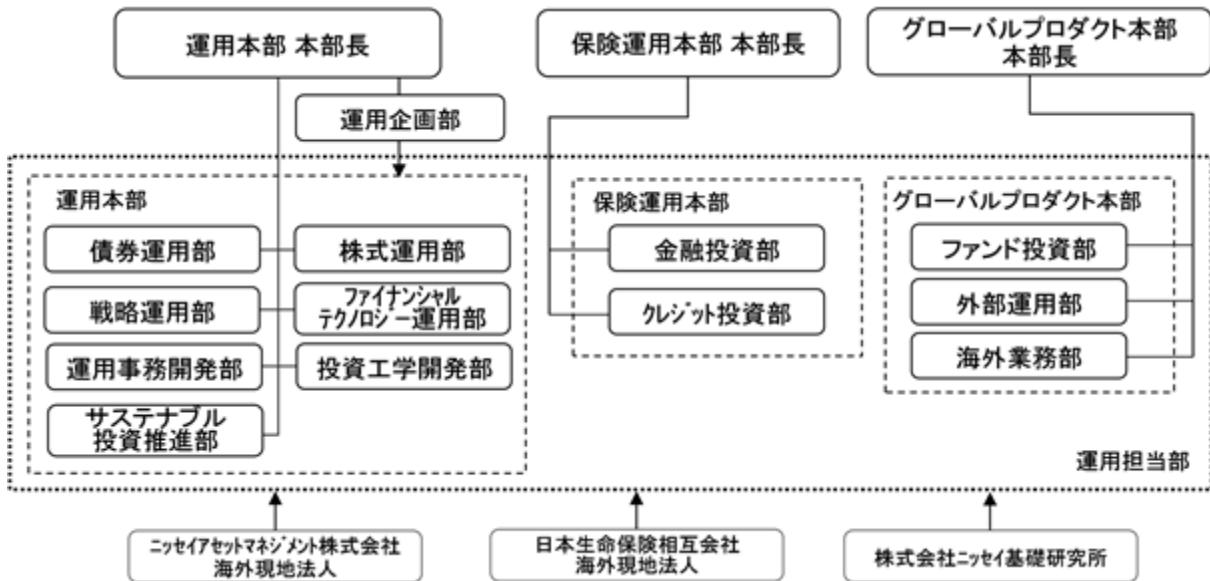 運用本部 本部長
保険運用本部 本部長
グローバルプロダクト本部
本部長
運用企画部
運用本部
債券運用部
株式運用部
戦略運用部
ファイナンシャル
テクノロジー運用部
運用事務開発部
投資工学開発部
サステナブル
投資推進部
保険運用本部
金融投資部
クレジット投資部
グローバルプロダクト本部
ファンド投資部
外部運用部
海外業務部
運用担当部
ニッセイアセットマネジメント株式会社
海外現地法人
日本生命保険相互会社
海外現地法人
株式会社ニッセイ基礎研究所